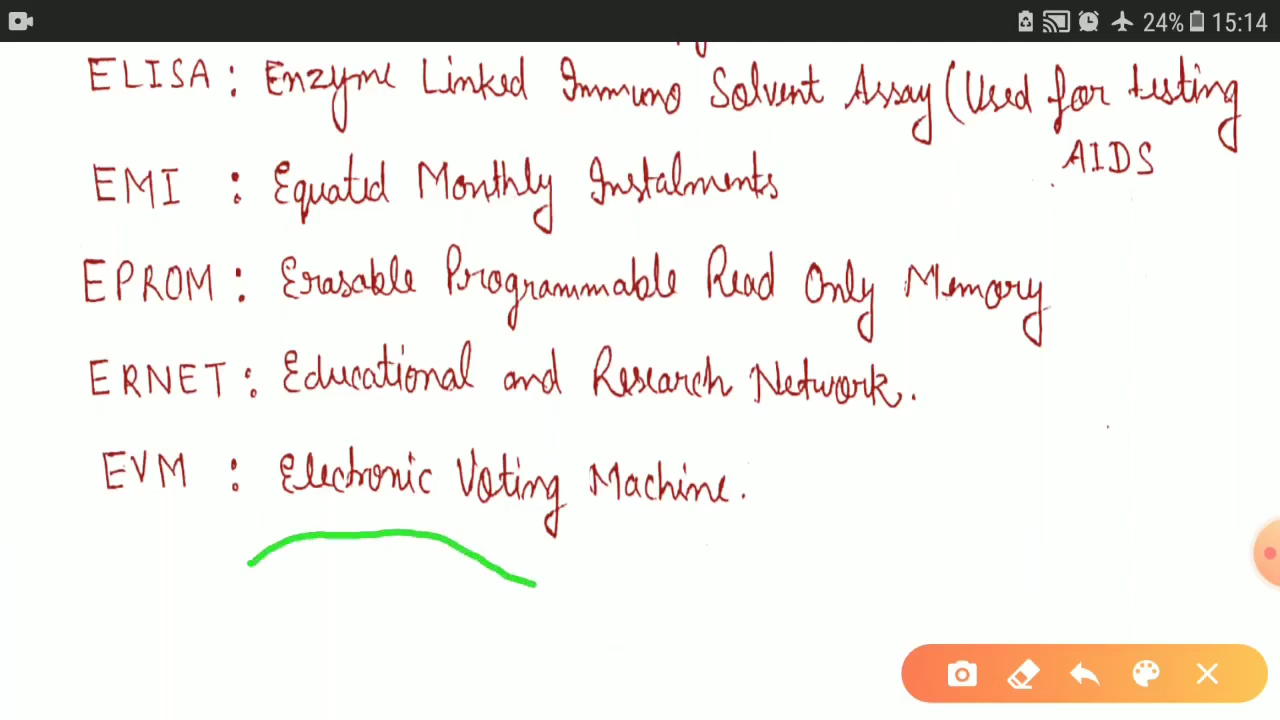 24% 15:14
ELISA : Enzyme Linked Immuno Solvent Assay (Used for testing
AIDS
EMI : Equated Monthly Instalments
EPROM : Erasable Programmable Read Only Memory
ERNET : Educational and Research Network.
EVM : Electronic Voting Machine.